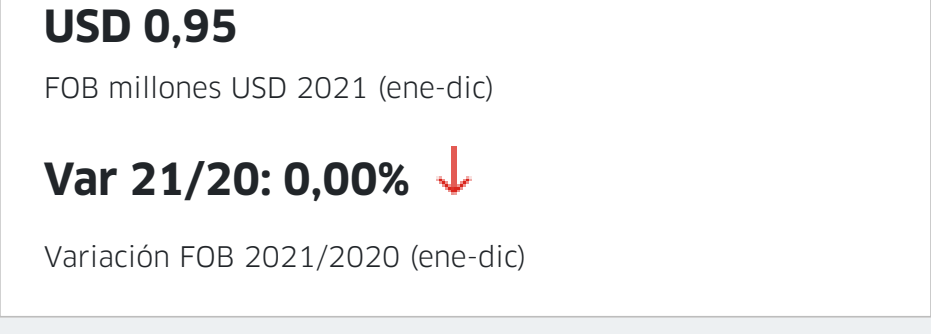 USD 0,95
FOB millones USD 2021 (ene-dic)
Var 21/20: 0,00%
Variación FOB 2021/2020 (ene-dic)